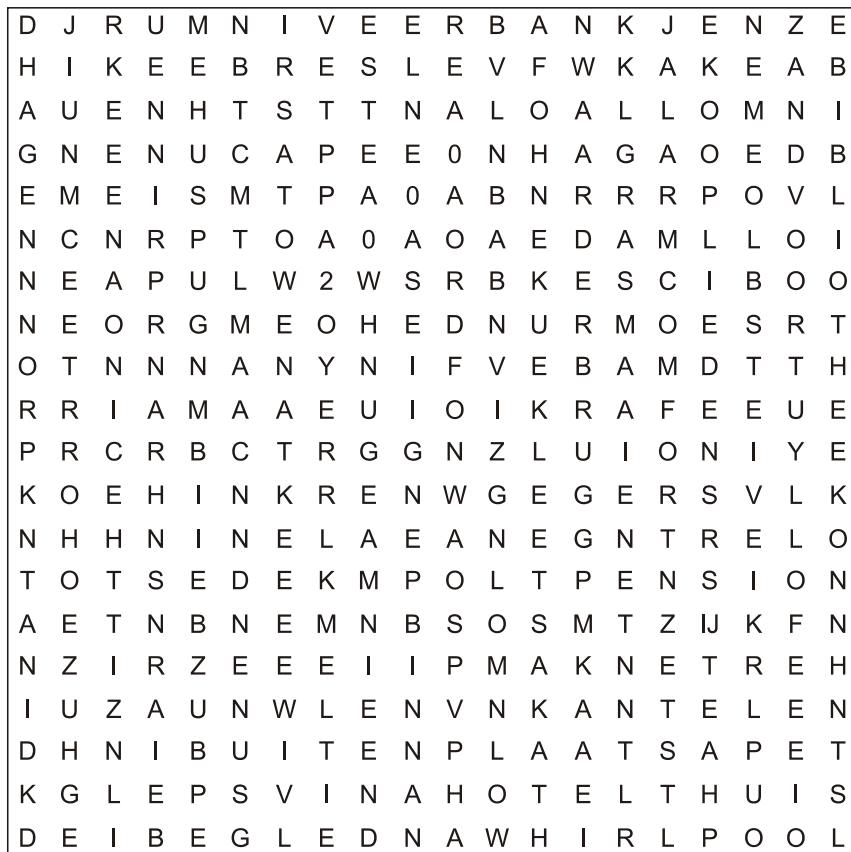 D J R U M N I V E E R B A N K J E N Z E
H I K E E B R E S L E V F W K A K E A B
A U E N H T S T T N A L O A L L O M N I
G N E N U C A P E E 0 N H A G A O E D B
E M E I S M T P A 0 A B N R R R P O V L
N C N R P T O A 0 A O A E D A M L L O I
N E A P U L W 2 W S R B K E S C I B O O
N E O R G M E O H E D N U R M O E S R T
O T N N N A N Y N I F V E B A M D T T H
R R I A M A A E U I O I K R A F E E U E
P R C R B C T R G G N Z L U I O N I Y E
K O E H I N K R E N W G E G E R S V L K
N H H N I N E L A E A N E G N T R E L O
T O T S E D E K M P O L T P E N S I O N
A E T N B N E M N B S O S M T Z IJ K F N
N Z I R Z E E E I I P M A K N E T R E H
I U Z A U N W L E N V N K A N T E L E N
D H N I B U I T E N P L A A T S A P E T
K G L E P S V I N A H O T E L T H U I S
D E I B E G L E D N A W H I R L P O O L